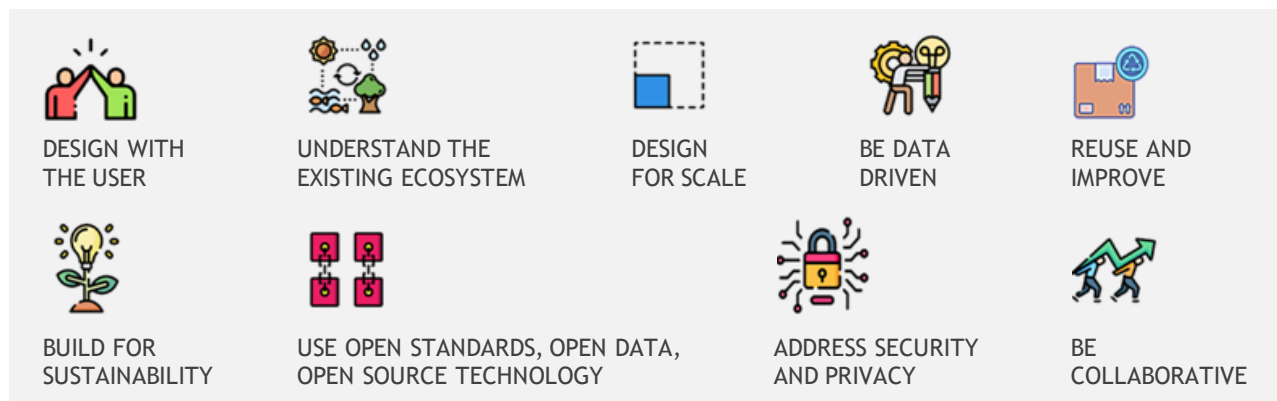 DESIGN WITH
THE USER
UNDERSTAND THE
EXISTING ECOSYSTEM
DESIGN
FOR SCALE
BE DATA
DRIVEN
REUSE AND
IMPROVE
BUILD FOR
SUSTAINABILITY
USE OPEN STANDARDS, OPEN DATA,
OPEN SOURCE TECHNOLOGY
ADDRESS SECURITY
AND PRIVACY
BE
COLLABORATIVE